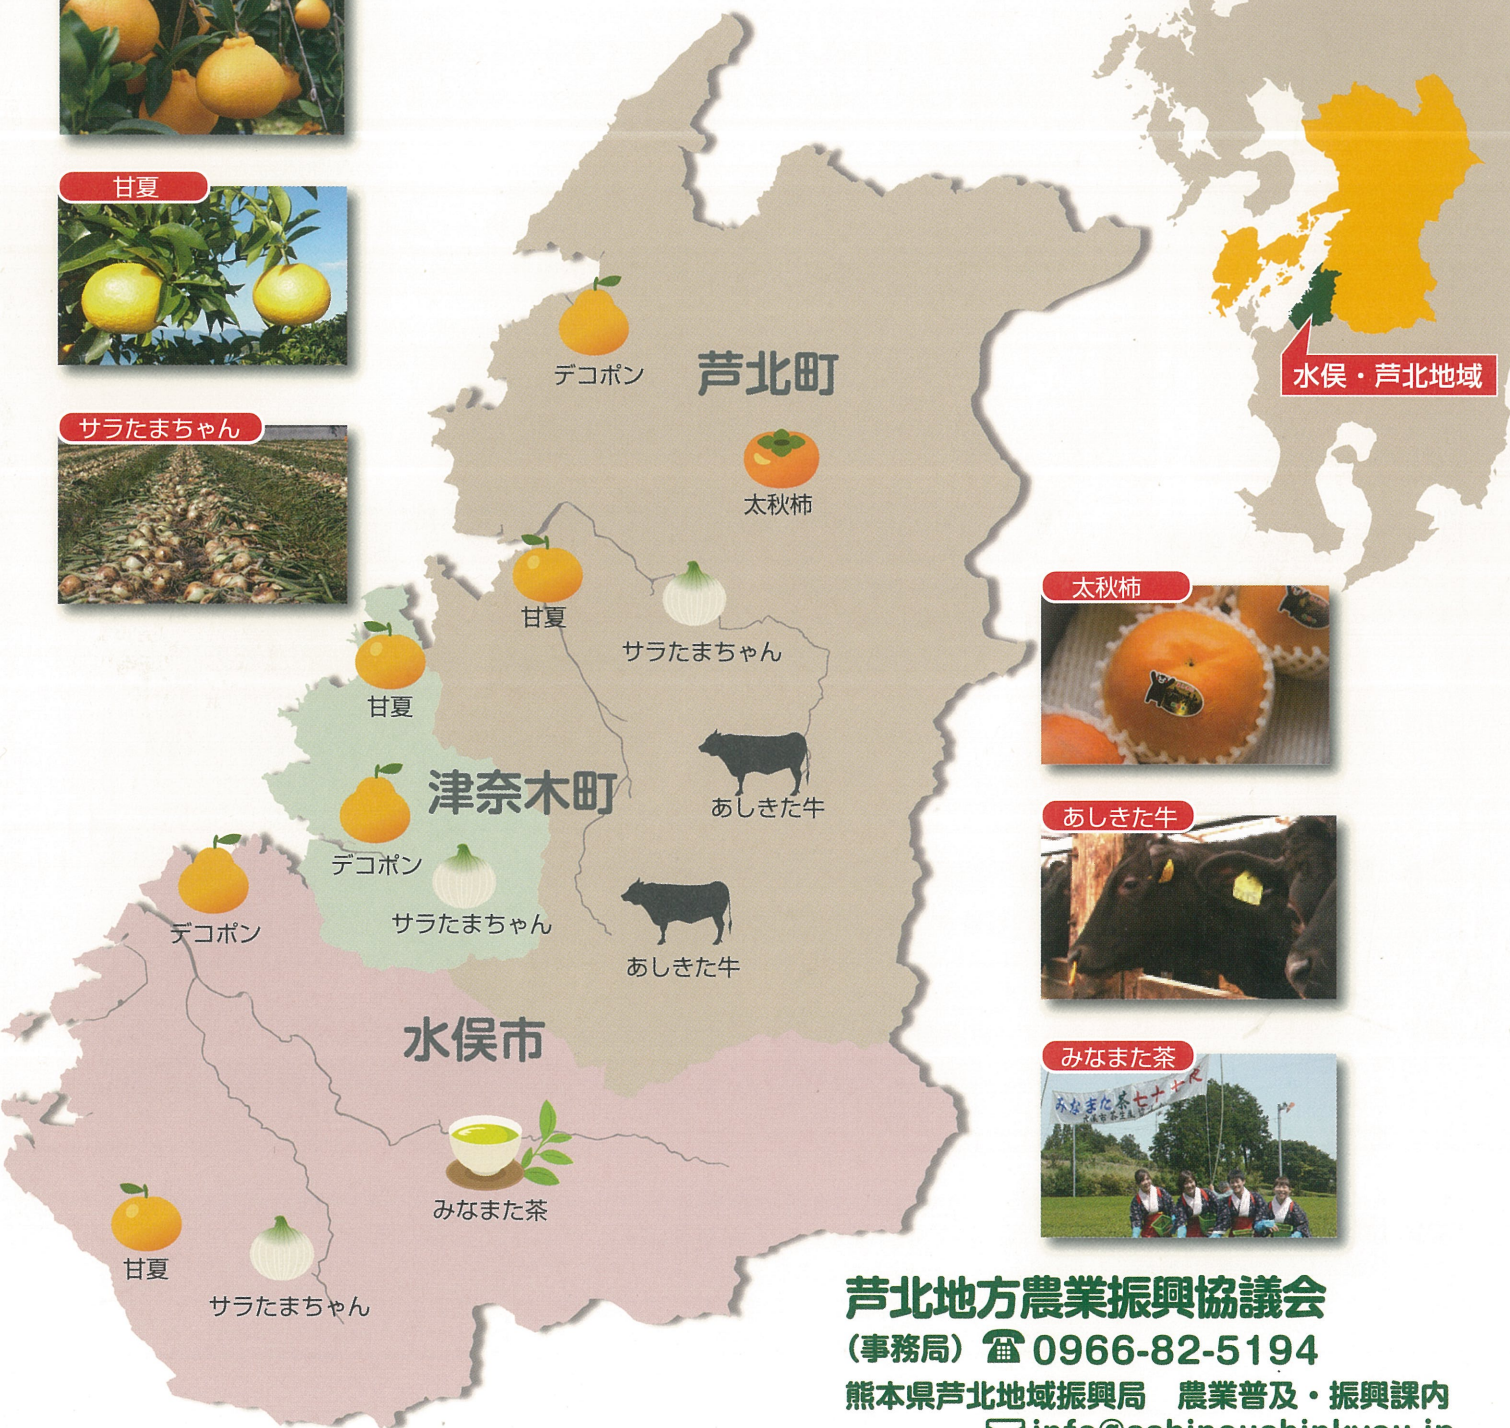 甘夏
サラたまちゃん
デコポン
芦北町
太秋柿
甘夏
サラたまちゃん
甘夏
あしきた牛
津奈木町
デコポン
サラたまちゃん
デコポン
あしきた牛
水俣市
みなまた茶
甘夏
サラたまちゃん
水俣・芦北地域
太秋柿
あしきた牛
みなまた茶
みなまた茶七十七
芦北地方農業振興協議会
(事務局) ☎ 0966-82-5194
熊本県芦北地域振興局 農業普及・振興課内